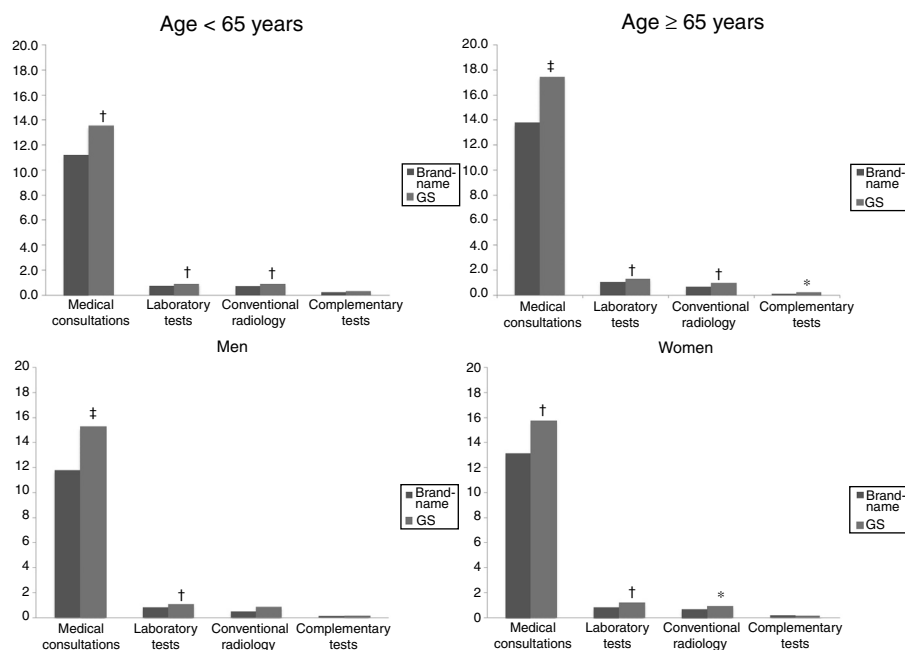 Age < 65 years
20.0
18.0
16.0
14.0
12.0
10.0
8.0
6.0
4.0
2.0
0.0
†
†
†
Medical consultations
Laboratory tests
Conventional radiology
Complementary tests
Brand-name
GS
Age ≥ 65 years
20.0
18.0
16.0
14.0
12.0
10.0
8.0
6.0
4.0
2.0
0.0
‡
†
†
*
Medical consultations
Laboratory tests
Conventional radiology
Complementary tests
Brand-name
GS
Men
20
18
16
14
12
10
8
6
4
2
0
‡
†
Medical consultations
Laboratory tests
Conventional radiology
Complementary tests
Brand-name
GS
Women
20
18
16
14
12
10
8
6
4
2
0
†
†
*
Medical consultations
Laboratory tests
Conventional radiology
Complementary tests
Brand-name
GS